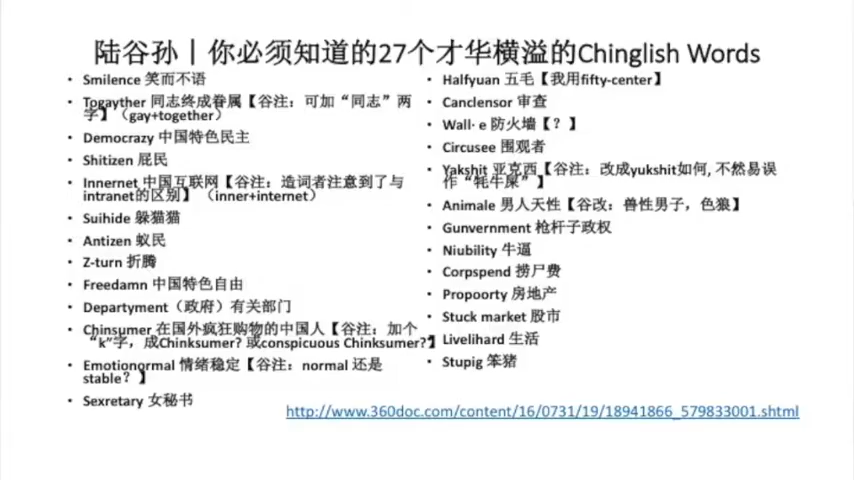 陆谷孙｜你必须知道的27个才华横溢的Chinglish Words
• Smilence 笑而不语
• Togayther 同志终成眷属【谷注：可加“同志”两
字】（gay+together）
• Democrazy 中国特色民主
• Shitizen 屁民
• Innernet 中国互联网【谷注：造词者注意到了与
intranet的区别】（inner+internet）
• Suihide 躲猫猫
• Antizen 蚁民
• Z-turn 折腾
• Freedamn 中国特色自由
• Departyment（政府）有关部门
• Chinsumer 在国外疯狂购物的中国人【谷注：加个
“k”字，成Chinksumer? 或conspicuous Chinksumer?】
• Emotionormal 情绪稳定【谷注：normal 还是
stable？】
• Sexretary 女秘书
• Halfyuan 五毛【我用fifty-center】
• Canclensor 审查
• Wall· e 防火墙【？】
• Circusee 围观者
• Yakshit 亚克西【谷注：改成yukshit如何, 不然易误
作“牦牛屎”】
• Animale 男人天性【谷改：兽性男子，色狼】
• Gunvernment 枪杆子政权
• Niubility 牛逼
• Corpspend 捞尸费
• Propoorty 房地产
• Stuck market 股市
• Livelihard 生活
• Stupig 笨猪
http://www.360doc.com/content/16/0731/19/18941866_579833001.shtml